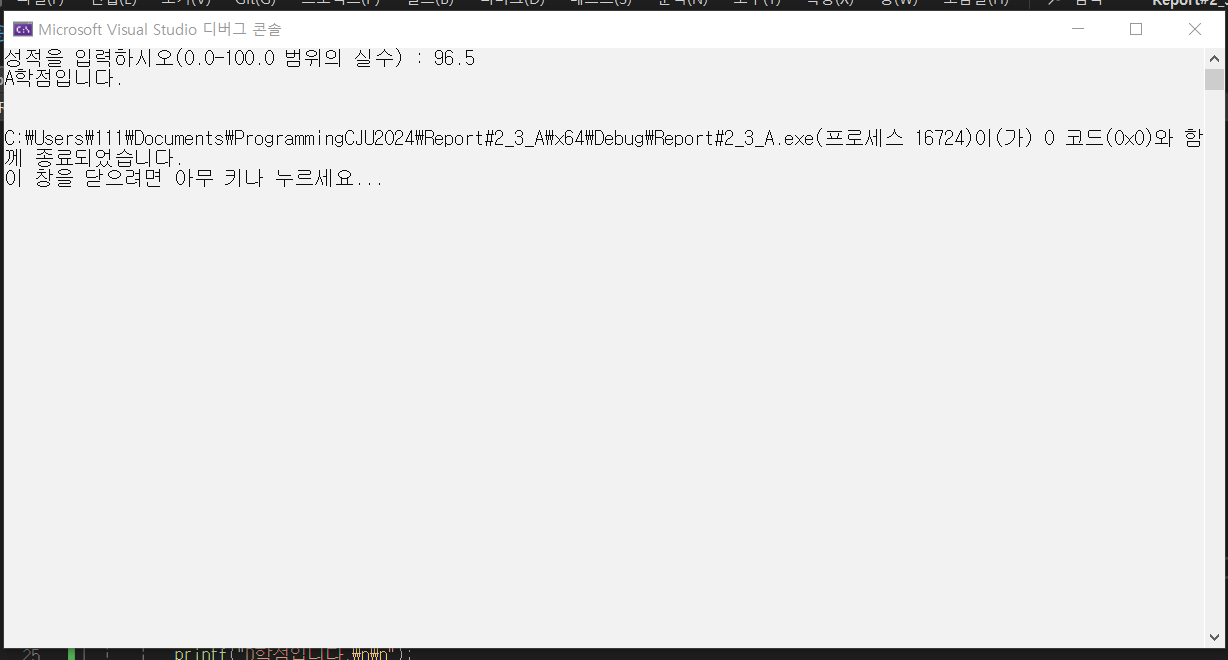 Microsoft Visual Studio 디버그 콘솔
성적을 입력하시오(0.0-100.0 범위의 실수) : 96.5
A학점입니다.
C:\Users\111\Documents\ProgrammingCJU2024\Report#2_3_A\x64\Debug\Report#2_3_A.exe(프로세스 16724)이(가) 0 코드(0x0)와 함
께 종료되었습니다.
이 창을 닫으려면 아무 키나 누르세요...
25 printf("D학점입니다.\n\n");